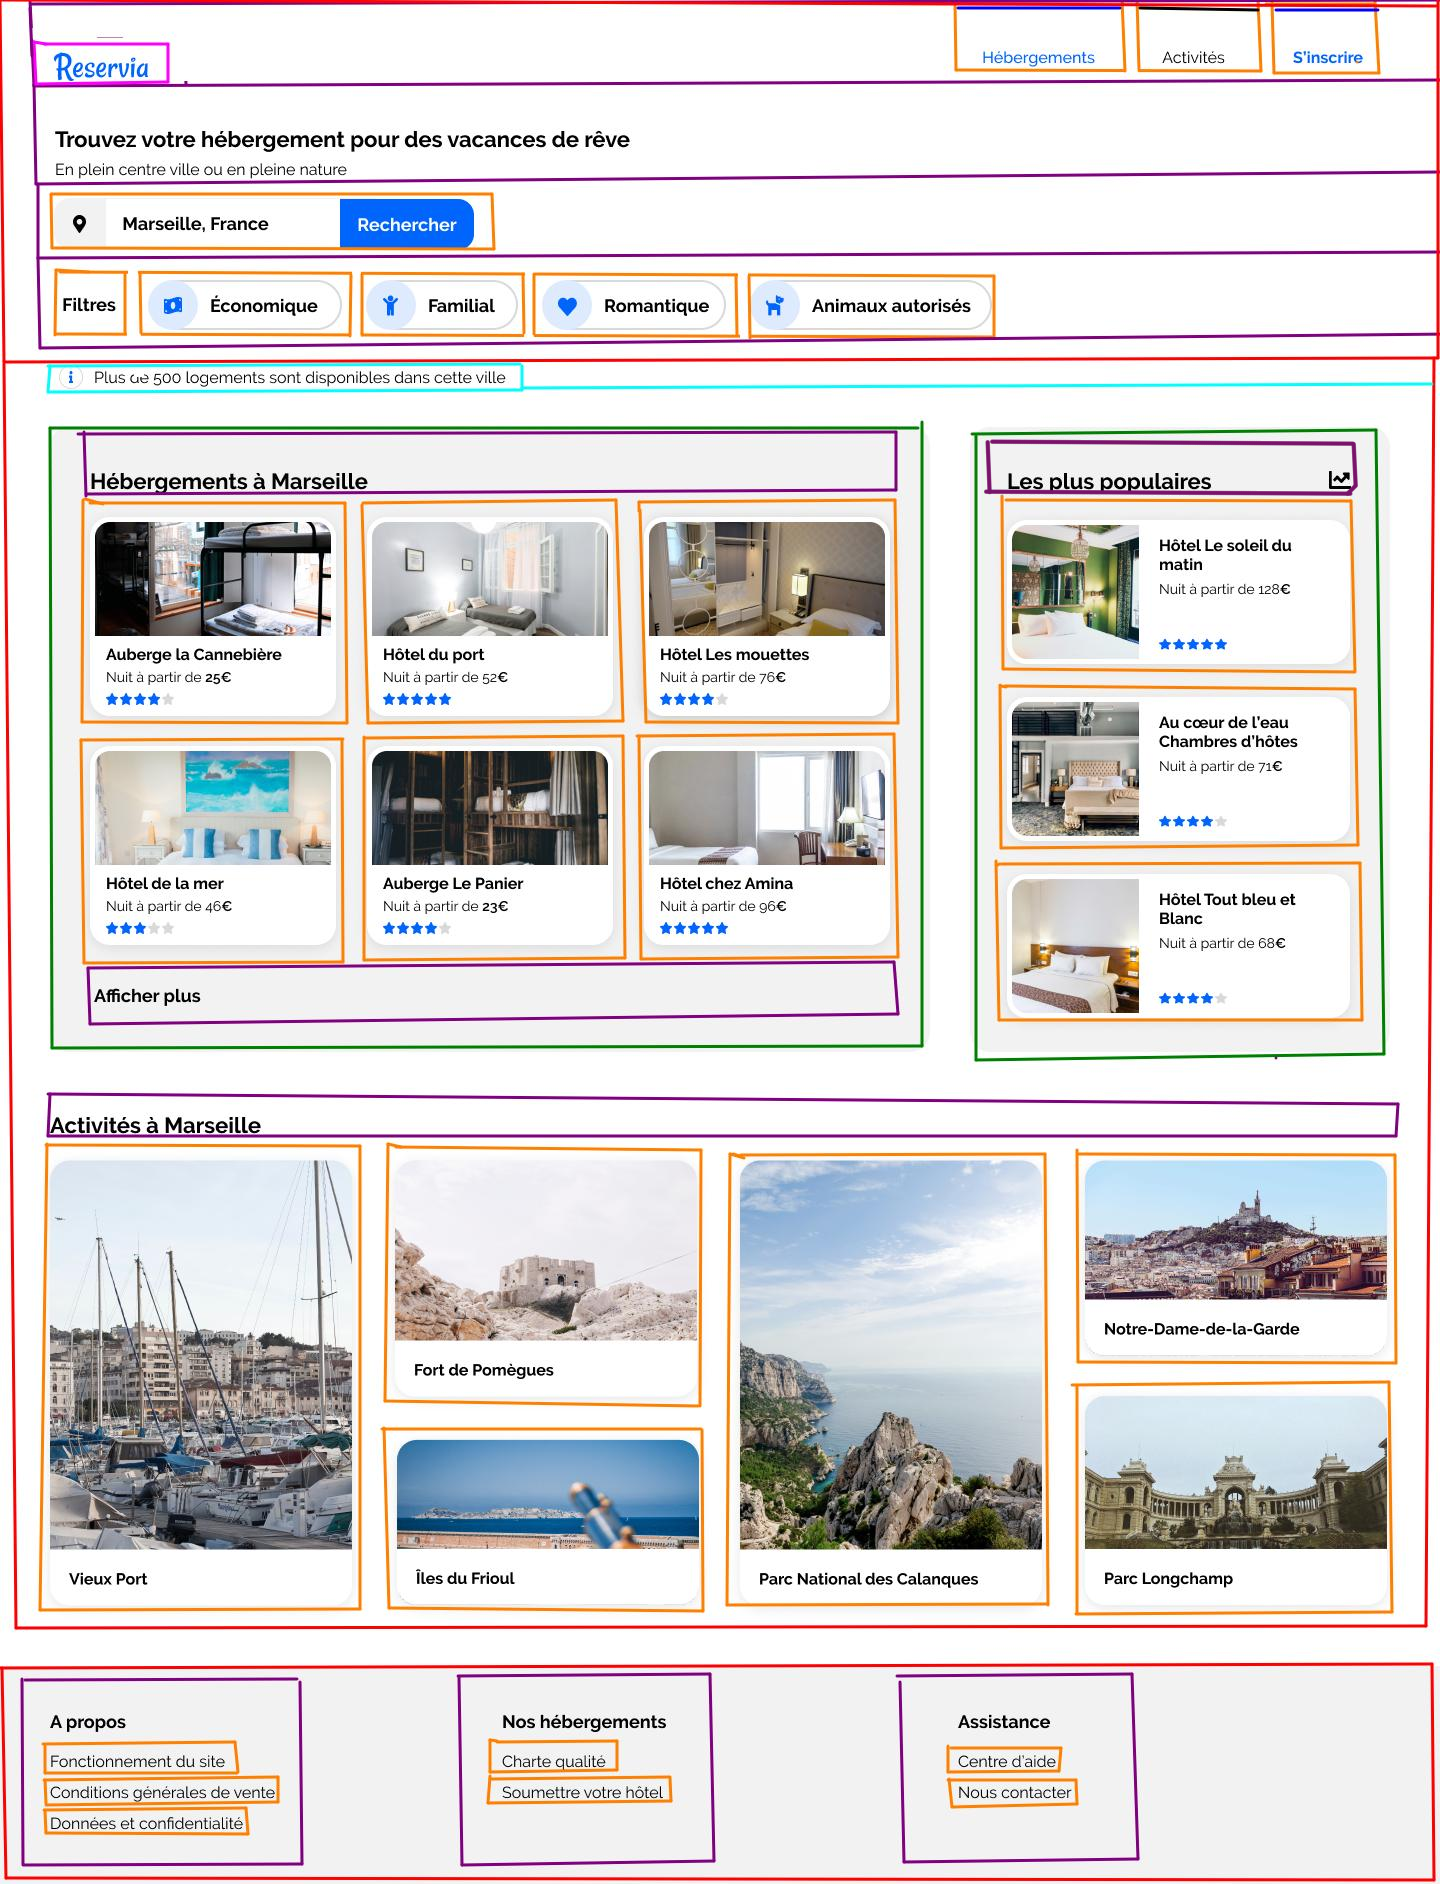 Reservia
Hébergements
Activités
S'inscrire
Trouvez votre hébergement pour des vacances de rêve
En plein centre ville ou en pleine nature
Marseille, France
Rechercher
Filtres
Économique
Familial
Romantique
Animaux autorisés
Plus de 500 logements sont disponibles dans cette ville
Hébergements à Marseille
Auberge la Cannebière
Nuit à partir de 25€
Hôtel du port
Nuit à partir de 52€
Hôtel Les mouettes
Nuit à partir de 76€
Hôtel de la mer
Nuit à partir de 46€
Auberge Le Panier
Nuit à partir de 23€
Hôtel chez Amina
Nuit à partir de 96€
Afficher plus
Les plus populaires
Hôtel Le soleil du
matin
Nuit à partir de 128€
Au cœur de l'eau
Chambres d'hôtes
Nuit à partir de 71€
Hôtel Tout bleu et
Blanc
Nuit à partir de 68€
Activités à Marseille
Vieux Port
Fort de Pomègues
Îles du Frioul
Parc National des Calanques
Notre-Dame-de-la-Garde
Parc Longchamp
A propos
Fonctionnement du site
Conditions générales de vente
Données et confidentialité
Nos hébergements
Charte qualité
Soumettre votre hôtel
Assistance
Centre d'aide
Nous contacter